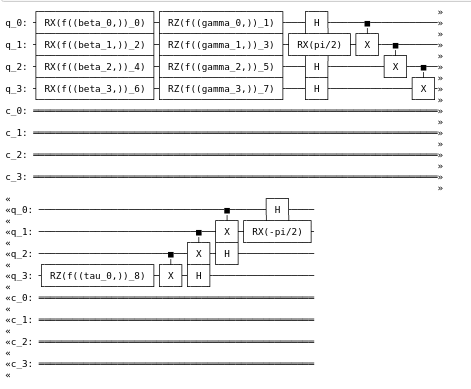 »
q_0: RX(f((beta_0,))_0) RZ(f((gamma_0,))_1) H ■ »
q_1: RX(f((beta_1,))_2) RZ(f((gamma_1,))_3) RX(pi/2) X ■ »
q_2: RX(f((beta_2,))_4) RZ(f((gamma_2,))_5) H X ■ »
q_3: RX(f((beta_3,))_6) RZ(f((gamma_3,))_7) H X »
c_0: »
c_1: »
c_2: »
c_3: »
»
«
«q_0: ■ H
«q_1: ■ X RX(-pi/2)
«q_2: ■ X H
«q_3: RZ(f((tau_0,))_8) X H
«c_0:
«
«c_1:
«
«c_2:
«
«c_3:
«